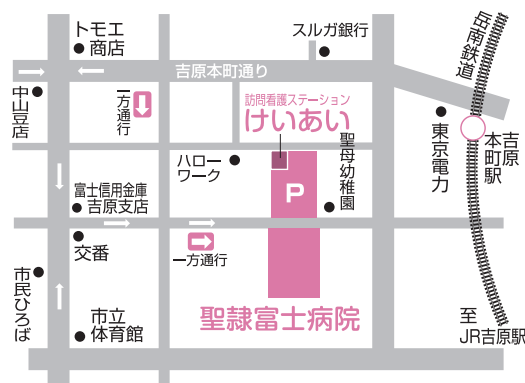 トモエ
商店
スルガ銀行
岳南鉄道
吉原本町通り
中山豆店
一方通行
訪問看護ステーション
けいあい
東京電力
吉原
本町駅
ハロー
ワーク
聖母幼稚園
富士信用金庫
吉原支店
P
交番
一方通行
市民ひろば
市立
体育館
聖隷富士病院
至
JR吉原駅